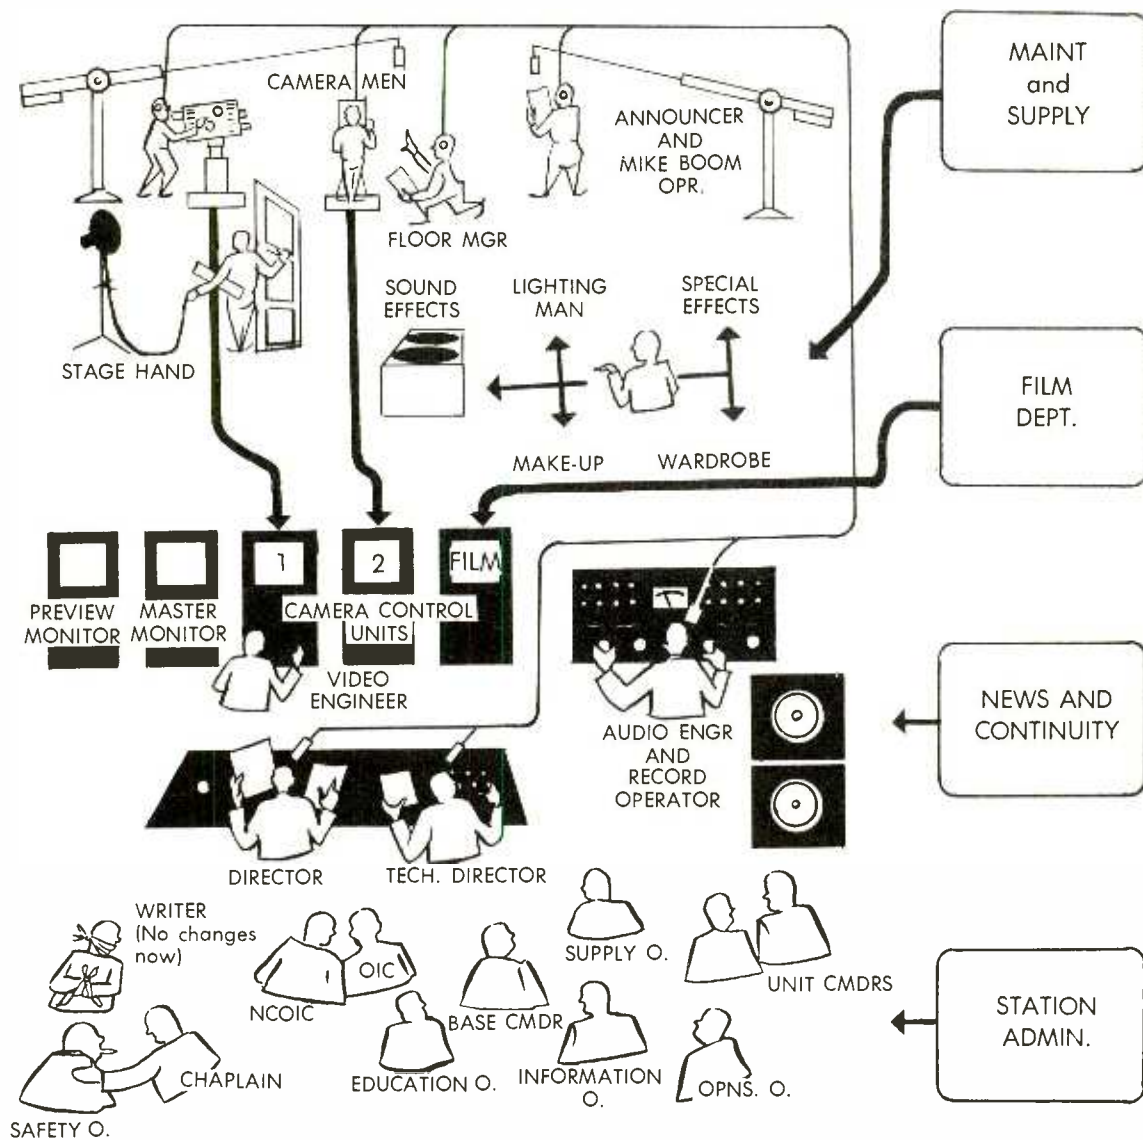 CAMERA MEN
ANNOUNCER
AND
MIKE BOOM
OPR.
MAINT
and
SUPPLY
FLOOR MGR
STAGE HAND
SOUND
EFFECTS
LIGHTING
MAN
SPECIAL
EFFECTS
MAKE-UP
WARDROBE
FILM
DEPT.
1
2
FILM
PREVIEW
MONITOR
MASTER
MONITOR
CAMERA CONTROL
UNITS
VIDEO
ENGINEER
AUDIO ENGR
AND
RECORD
OPERATOR
NEWS AND
CONTINUITY
DIRECTOR
TECH. DIRECTOR
WRITER
(No changes
now)
NCOIC
OIC
BASE CMDR
SUPPLY O.
UNIT CMDRS
SAFETY O.
CHAPLAIN
EDUCATION O.
INFORMATION
O.
OPNS. O.
STATION
ADMIN.